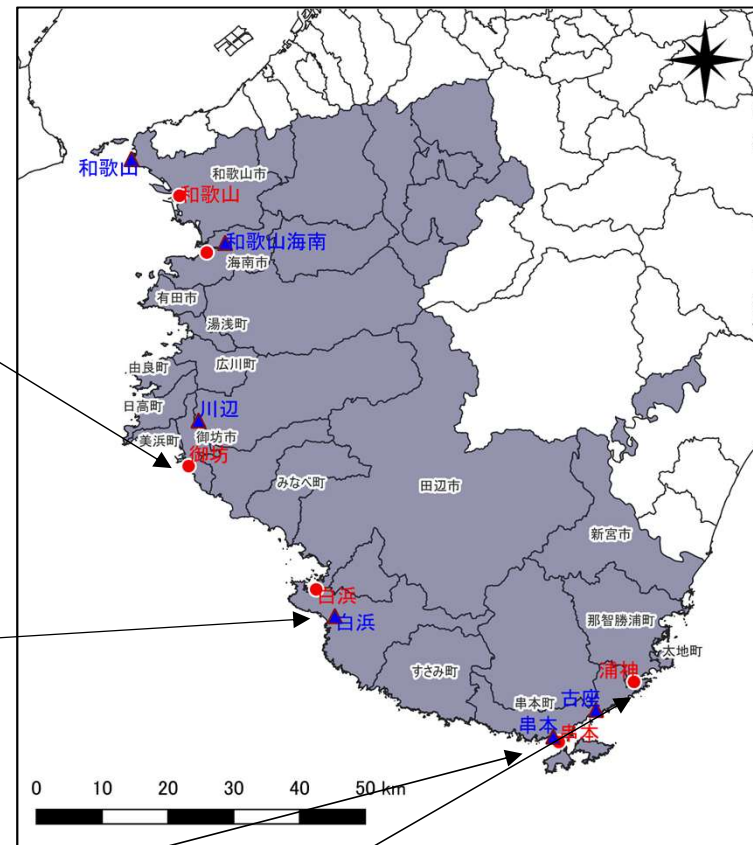 和歌山
和歌山市
和歌山
和歌山海南
海南市
有田市
湯浅町
広川町
由良町
日高町
川辺
美浜町
御坊市
御坊
みなべ町
田辺市
新宮市
白浜
白浜
那智勝浦町
すさみ町
太地町
浦神
串本町
古座
串本
串本
0 10 20 30 40 50 km